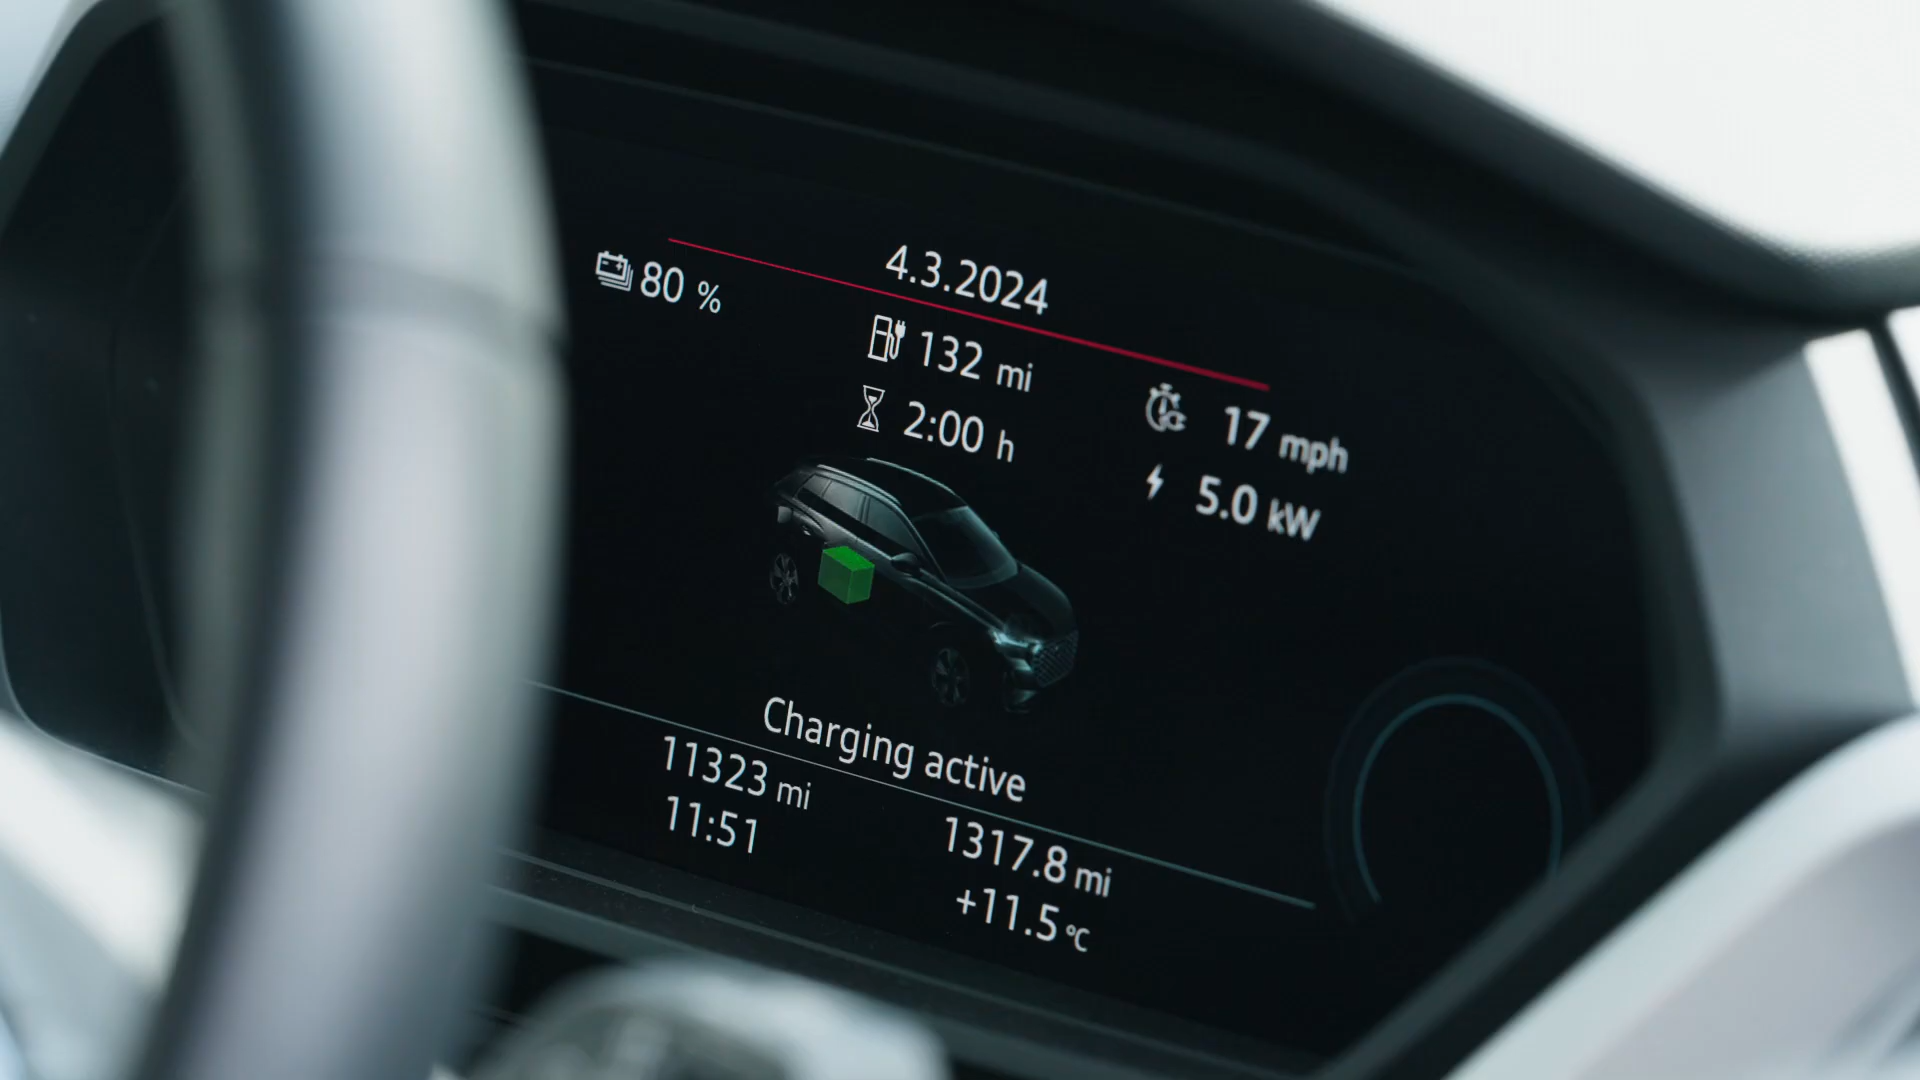 4.3.2024
80 %
132 mi
2:00 h
17 mph
5.0 kW
Charging active
11323 mi
1317.8 mi
11:51
+11.5 °C